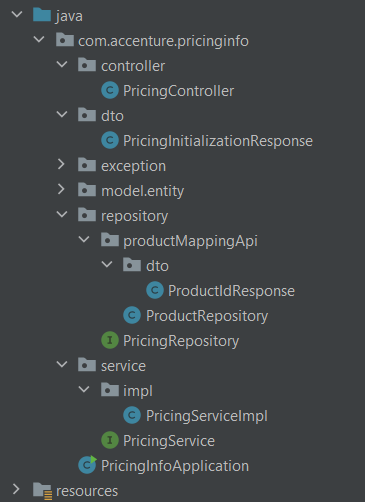 java
com.accenture.pricinginfo
controller
C PricingController
dto
C PricingInitializationResponse
exception
model.entity
repository
productMappingApi
dto
C ProductIdResponse
C ProductRepository
I PricingRepository
service
impl
C PricingServiceImpl
I PricingService
C PricingInfoApplication
resources